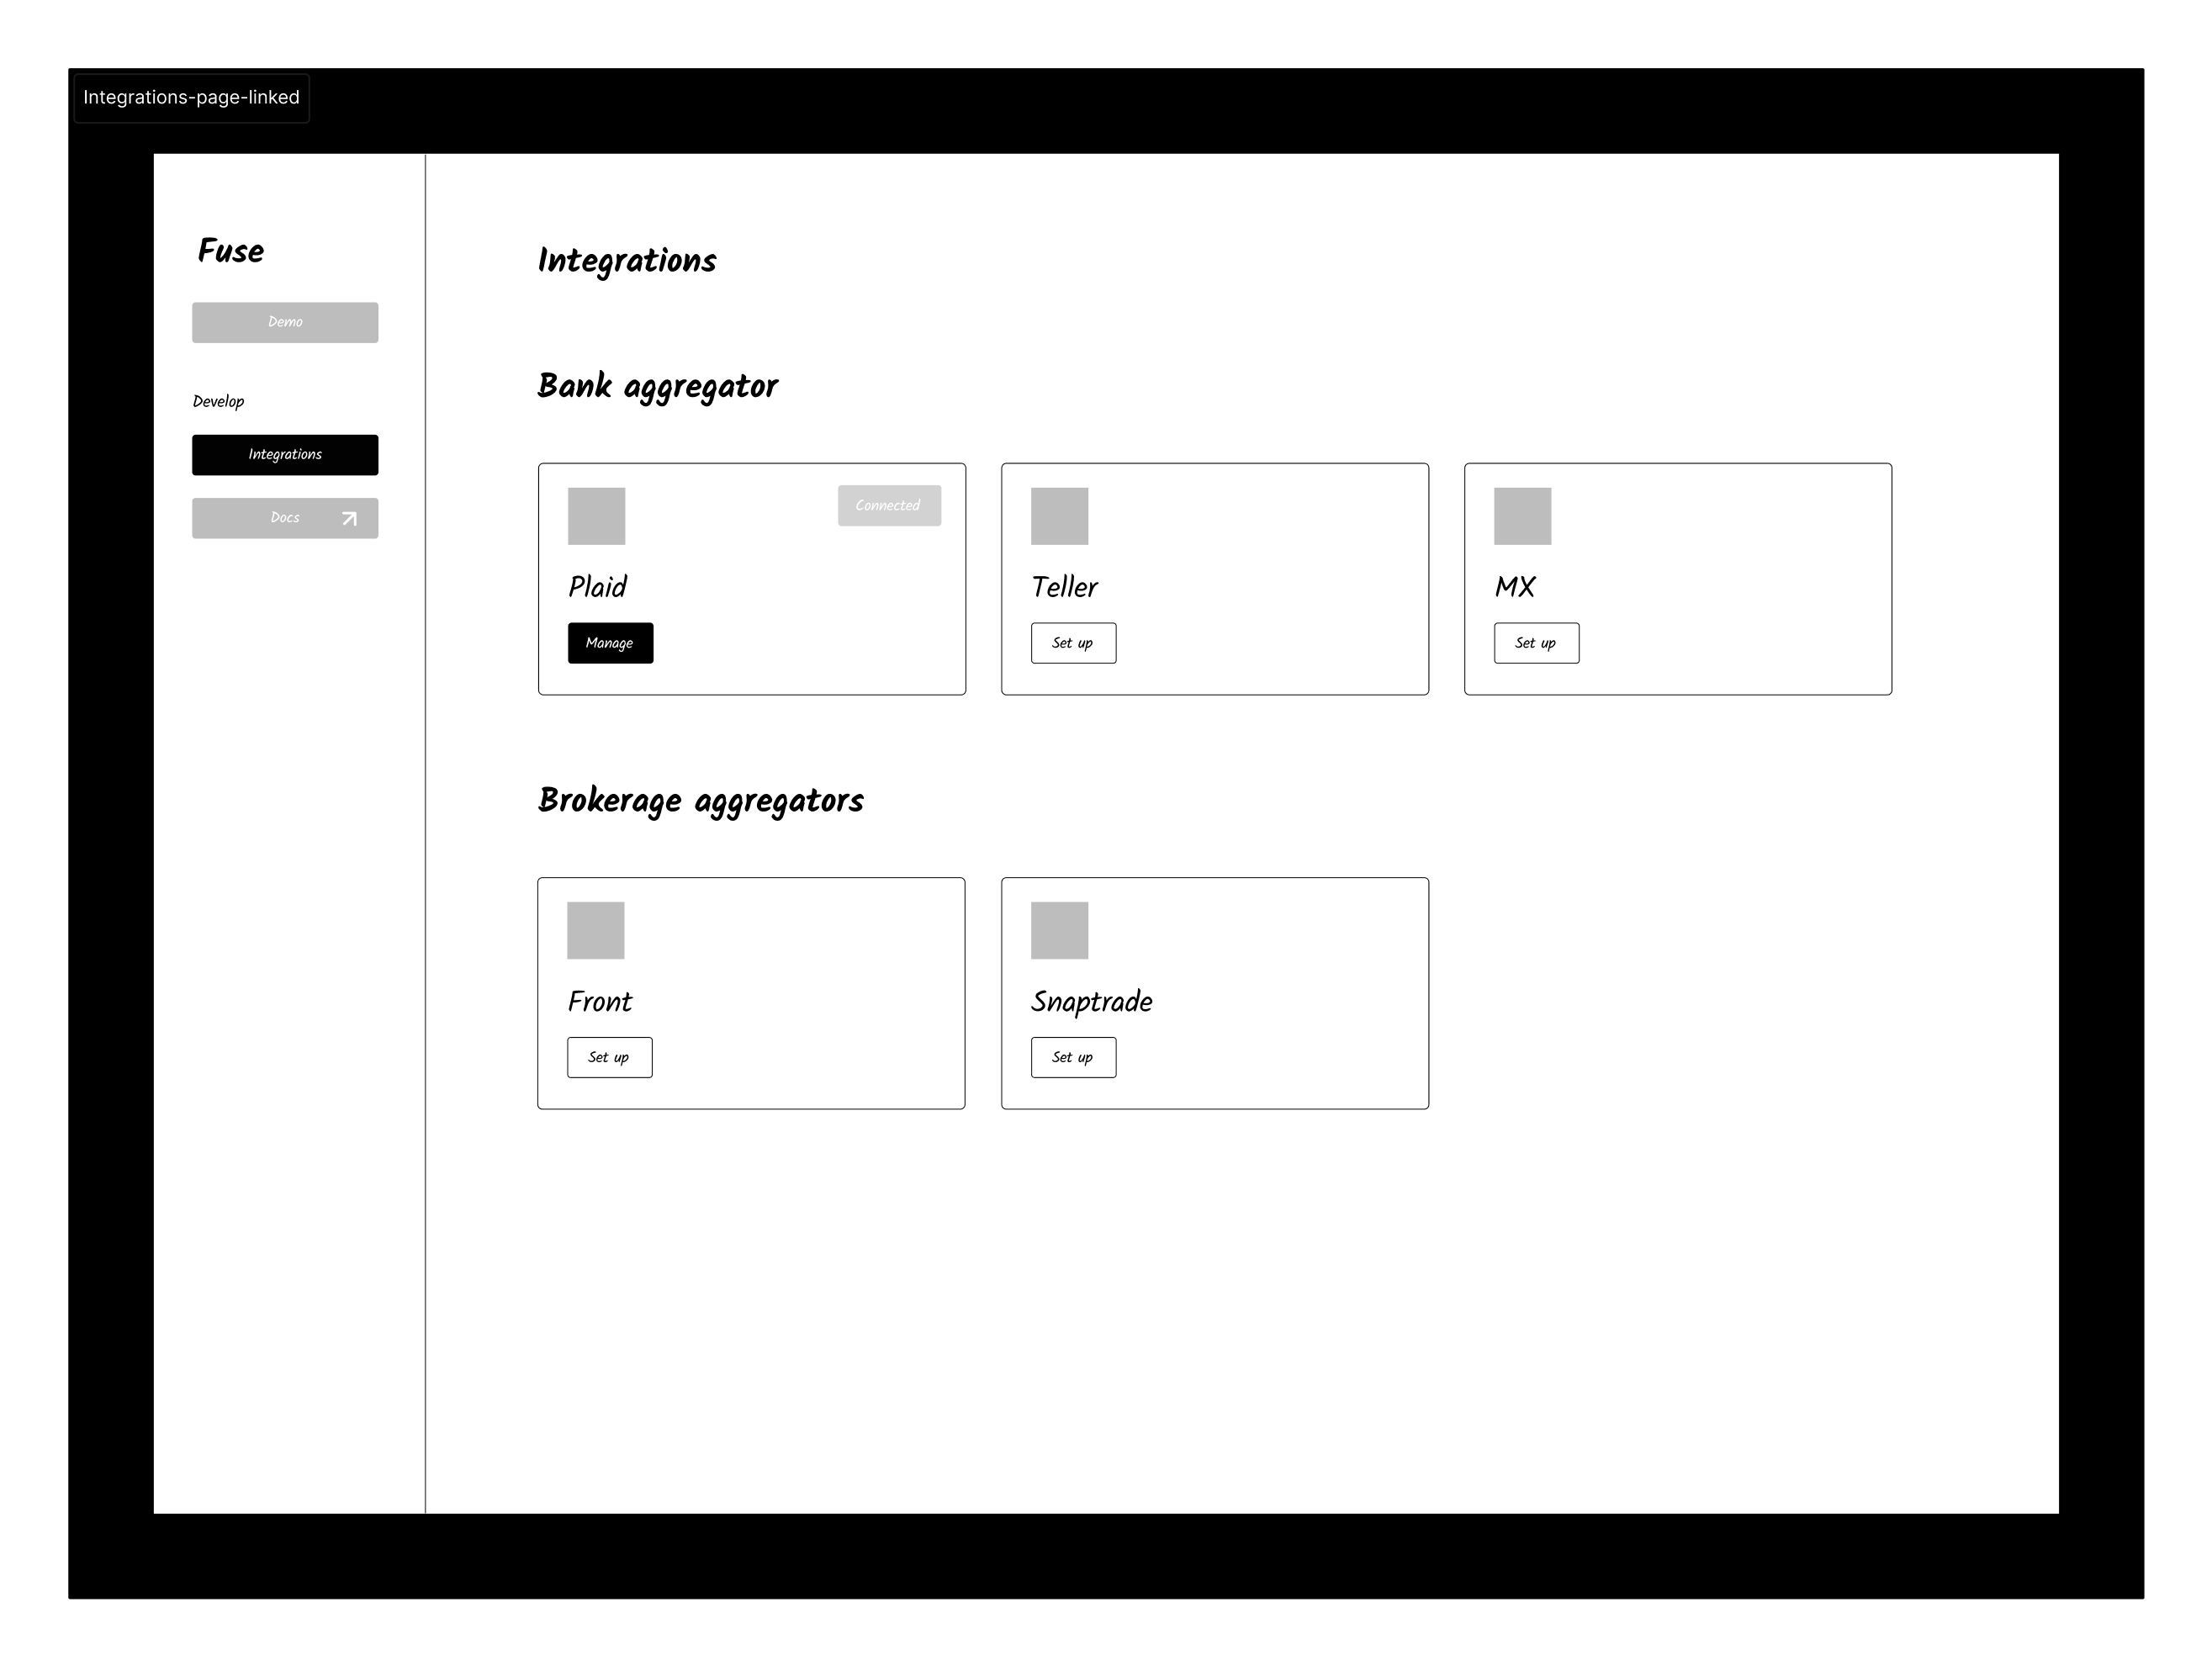 Integrations-page-linked
Fuse
Demo
Develop
Integrations
Docs
Integrations
Bank aggregator
Connected
Plaid
Manage
Teller
Set up
MX
Set up
Brokerage aggregators
Front
Set up
Snaptrade
Set up